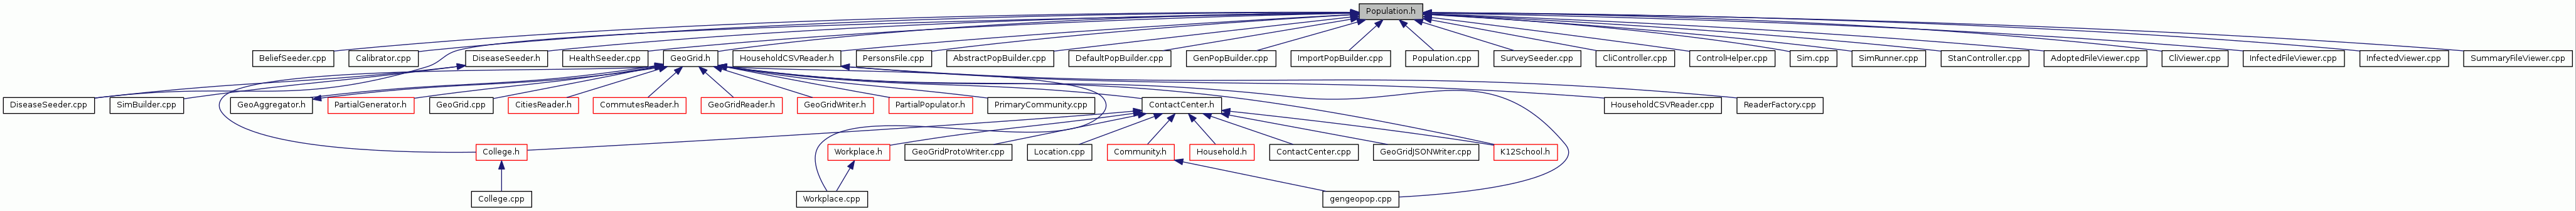 Population.h
BeliefSeeder.cpp
Calibrator.cpp
DiseaseSeeder.h
HealthSeeder.cpp
GeoGrid.h
HouseholdCSVReader.h
PersonsFile.cpp
AbstractPopBuilder.cpp
DefaultPopBuilder.cpp
GenPopBuilder.cpp
ImportPopBuilder.cpp
Population.cpp
SurveySeeder.cpp
CliController.cpp
ControlHelper.cpp
Sim.cpp
SimRunner.cpp
StanController.cpp
AdoptedFileViewer.cpp
CliViewer.cpp
InfectedFileViewer.cpp
InfectedViewer.cpp
SummaryFileViewer.cpp
DiseaseSeeder.cpp
SimBuilder.cpp
GeoAggregator.h
PartialGenerator.h
GeoGrid.cpp
CitiesReader.h
CommutesReader.h
GeoGridReader.h
GeoGridWriter.h
PartialPopulator.h
PrimaryCommunity.cpp
ContactCenter.h
HouseholdCSVReader.cpp
ReaderFactory.cpp
College.h
Workplace.h
GeoGridProtoWriter.cpp
Location.cpp
Community.h
Household.h
ContactCenter.cpp
GeoGridJSONWriter.cpp
K12School.h
College.cpp
Workplace.cpp
gengeopop.cpp